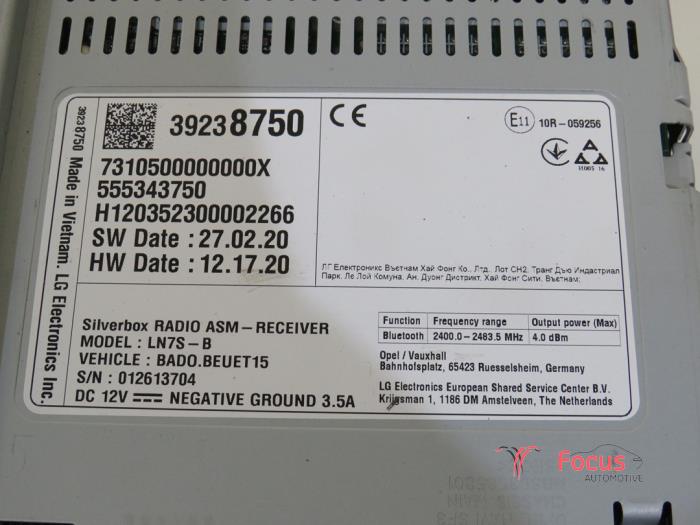 39238750 Made in Vietnam. LG Electronics Inc.
39238750
7310500000000X
555343750
H120352300002266
SW Date : 27.02.20
HW Date : 12.17.20
CE
E11 10R-059256
11005 16
ЛГ Електроникс Вьетнам Хай Фонг Ко., Лтд., Лот CH2, Транг Дъю Индастриал
Парк, Ле Лой Комуна, Ан, Дуонг Дистрикт, Хай Фонг Сити, Вьетнам;
Silverbox RADIO ASM-RECEIVER
MODEL : LN7S-B
VEHICLE : BADO.BEUET15
S/N : 012613704
DC 12V NEGATIVE GROUND 3.5A
Function Frequency range Output power (Max)
Bluetooth 2400.0-2483.5 MHz 4.0 dBm
Opel / Vauxhall
Bahnhofsplatz, 65423 Ruesselsheim, Germany
LG Electronics European Shared Service Center B.V.
Krijgsman 1, 1186 DM Amstelveen, The Netherlands
Focus
AUTOMOTIVE